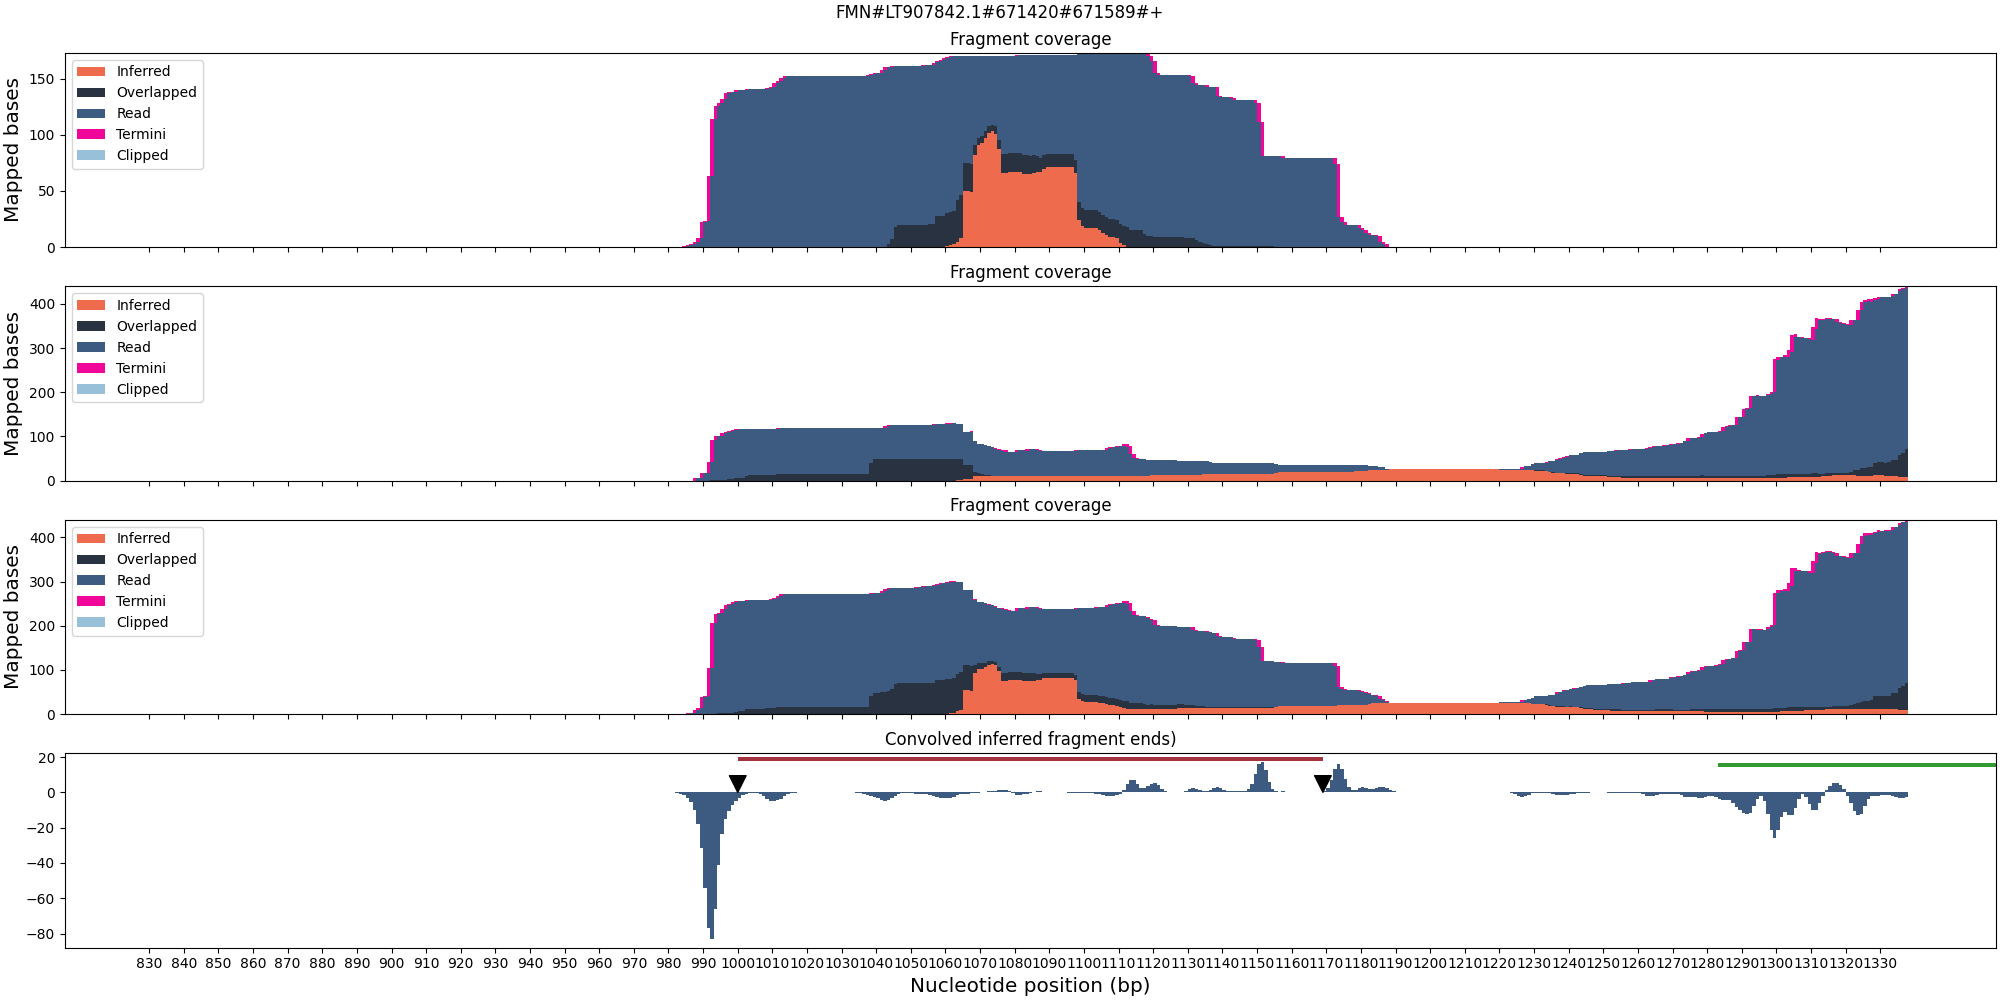 FMN#LT907842.1#671420#671589#+
Fragment coverage
Mapped bases
150
100
50
0
Inferred
Overlapped
Read
Termini
Clipped
Fragment coverage
Mapped bases
400
300
200
100
0
Inferred
Overlapped
Read
Termini
Clipped
Fragment coverage
Mapped bases
400
300
200
100
0
Inferred
Overlapped
Read
Termini
Clipped
Convolved inferred fragment ends)
20
0
−20
−40
−60
−80
830 840 850 860 870 880 890 900 910 920 930 940 950 960 970 980 990 1000 1010 1020 1030 1040 1050 1060 1070 1080 1090 1100 1110 1120 1130 1140 1150 1160 1170 1180 1190 1200 1210 1220 1230 1240 1250 1260 1270 1280 1290 1300 1310 1320 1330
Nucleotide position (bp)